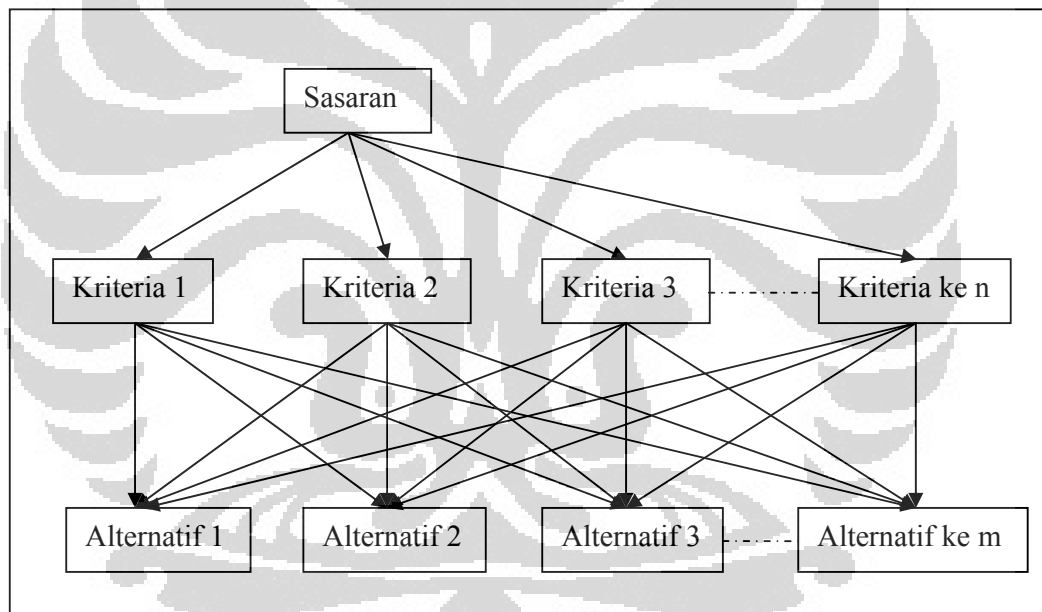 Sasaran
Kriteria 1
Kriteria 2
Kriteria 3
Kriteria ke n
Alternatif 1
Alternatif 2
Alternatif 3
Alternatif ke m